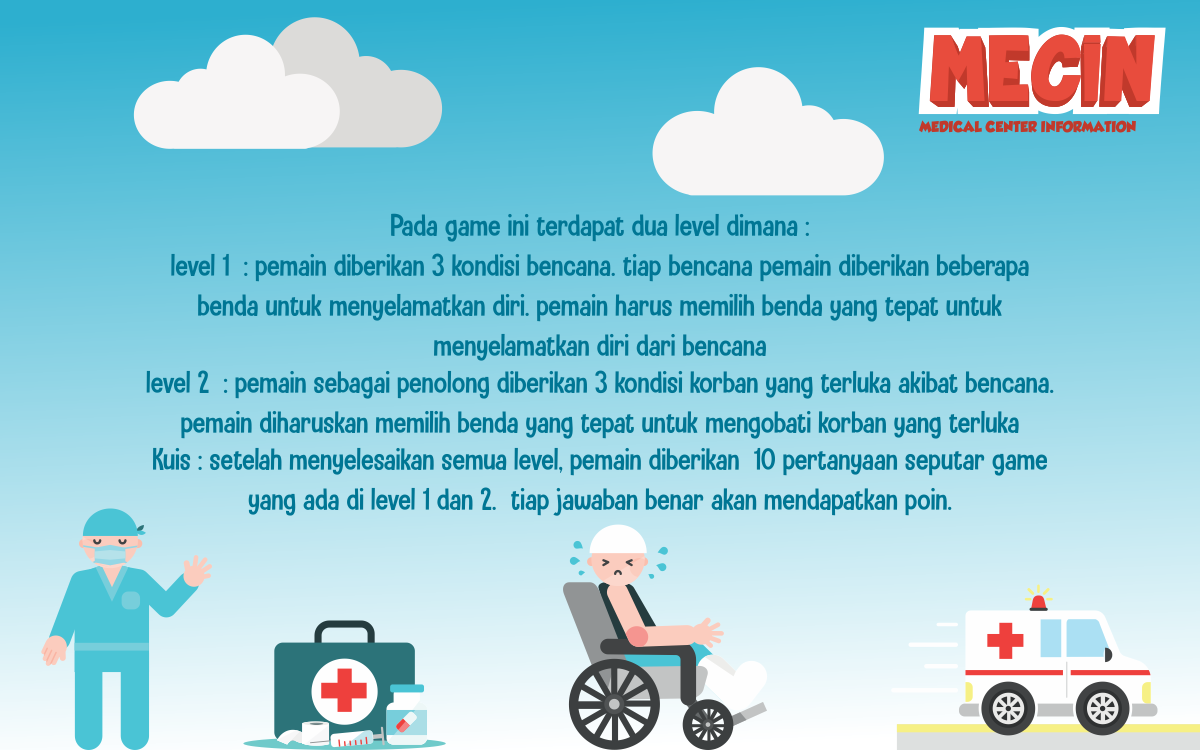 MECIN
MEDICAL CENTER INFORMATION
Pada game ini terdapat dua level dimana :
level 1 : pemain diberikan 3 kondisi bencana. tiap bencana pemain diberikan beberapa
benda untuk menyelamatkan diri. pemain harus memilih benda yang tepat untuk
menyelamatkan diri dari bencana
level 2 : pemain sebagai penolong diberikan 3 kondisi korban yang terluka akibat bencana.
pemain diharuskan memilih benda yang tepat untuk mengobati korban yang terluka
Kuis : setelah menyelesaikan semua level, pemain diberikan 10 pertanyaan seputar game
yang ada di level 1 dan 2. tiap jawaban benar akan mendapatkan poin.